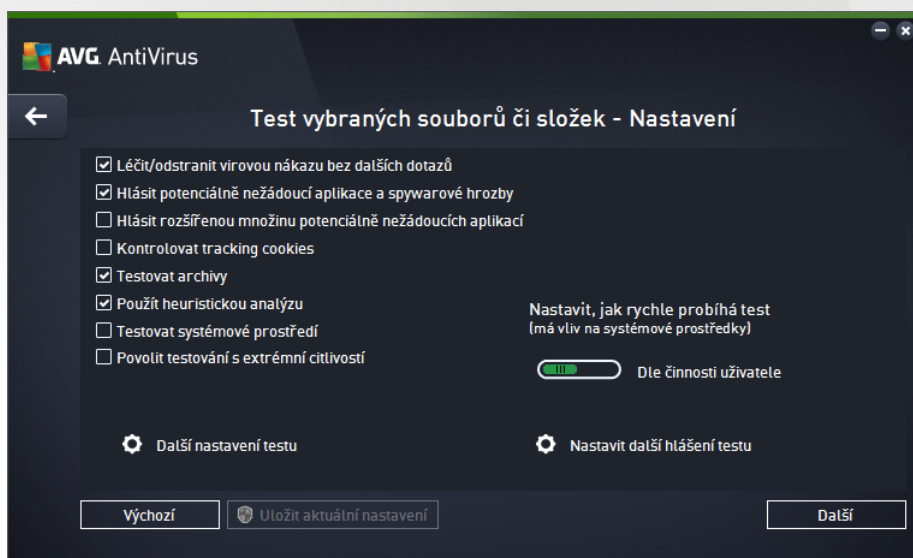 AVG. AntiVirus
Test vybraných souborů či složek - Nastavení
Léčit/odstranit virovou nákazu bez dalších dotazů
Hlásit potenciálně nežádoucí aplikace a spywarové hrozby
Hlásit rozšířenou množinu potenciálně nežádoucích aplikací
Kontrolovat tracking cookies
Testovat archivy
Použít heuristickou analýzu
Testovat systémové prostředí
Povolit testování s extrémní citlivostí
Nastavit, jak rychle probíhá test
(má vliv na systémové prostředky)
Dle činnosti uživatele
Další nastavení testu
Nastavit další hlášení testu
Výchozí
Uložit aktuální nastavení
Další